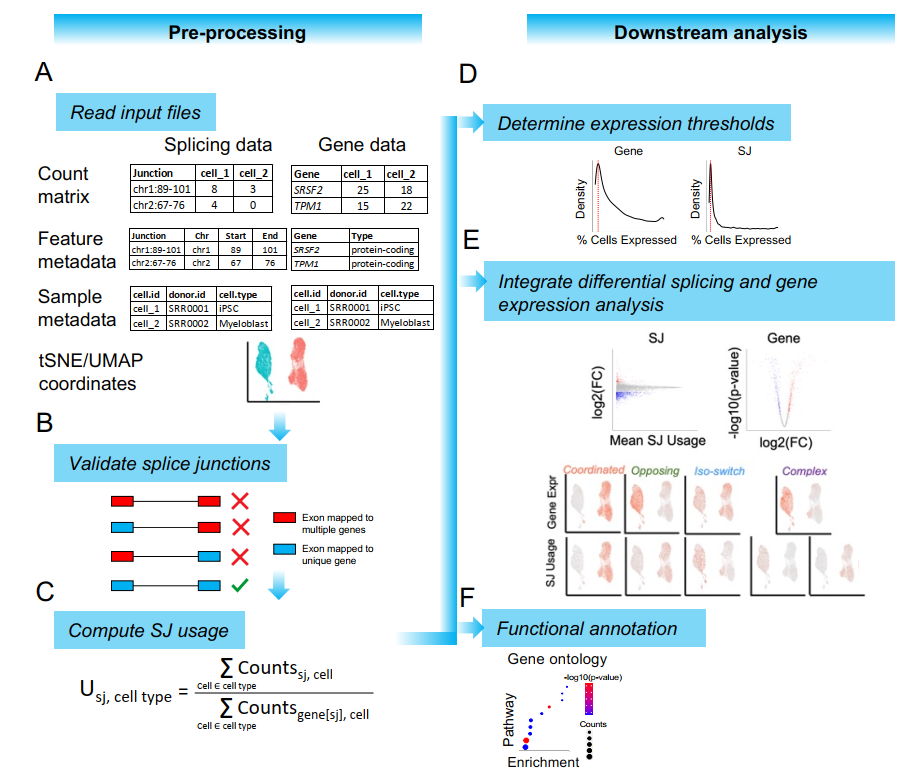 Pre-processing
A
Read input files
Splicing data
Gene data
Count
matrix
Junction cell_1 cell_2
chr1:89-101 8 3
chr2:67-76 4 0
Gene cell_1 cell_2
SRSF2 25 18
TPM1 15 22
Feature
metadata
Junction Chr Start End
chr1:89-101 chr1 89 101
chr2:67-76 chr2 67 76
Gene Type
SRSF2 protein-coding
TPM1 protein-coding
Sample
metadata
cell.id donor.id cell.type
cell_1 SRR0001 iPSC
cell_2 SRR0002 Myeloblast
cell.id donor.id cell.type
cell_1 SRR0001 iPSC
cell_2 SRR0002 Myeloblast
tSNE/UMAP
coordinates
B
Validate splice junctions
Exon mapped to
multiple genes
Exon mapped to
unique gene
C
Compute SJ usage
U sj, cell type = ∑ Counts sj, cell
Cell ∈ cell type
∑ Counts gene[sj], cell
Cell ∈ cell type
Downstream analysis
D
Determine expression thresholds
Gene
Density
% Cells Expressed
SJ
Density
% Cells Expressed
E
Integrate differential splicing and gene
expression analysis
SJ
log2(FC)
Mean SJ Usage
Gene
-log10(p-value)
log2(FC)
Coordinated Opposing Iso-switch Complex
Gene Expr
SJ Usage
F
Functional annotation
Gene ontology
-log10(p-value)
Counts
Pathway
Enrichment